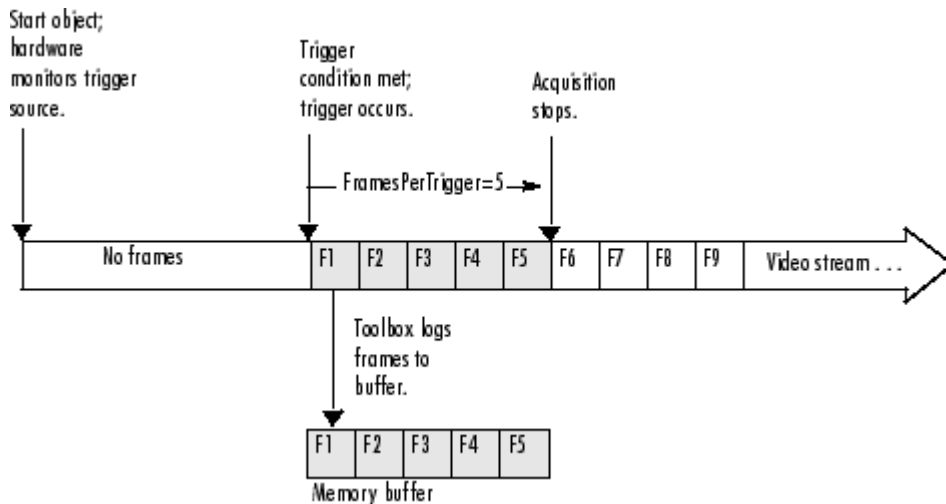 Start object;
hardware
monitors trigger
source.
Trigger
condition met;
trigger occurs.
Acquisition
stops.
FramesPerTrigger=5
No frames
F1
F2
F3
F4
F5
F6
F7
F8
F9
Video stream . . .
Toolbox logs
frames to
buffer.
F1
F2
F3
F4
F5
Memory buffer